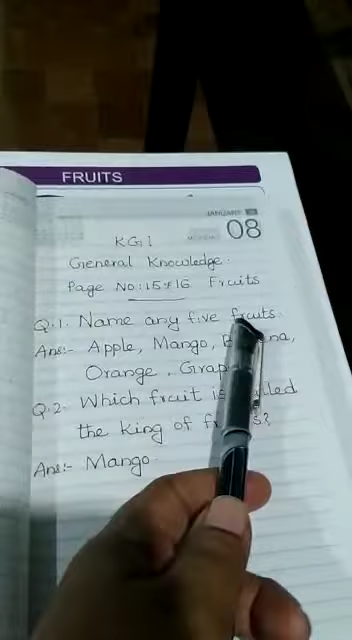 FRUITS
JANUARY
08
KG1
General Knowledge.
Page No:15&16 Fruits
Q.1. Name any five fruits.
Ans:- Apple, Mango,
Orange,
Q.2. Which fruit is
the king of
Ans:- Mango.